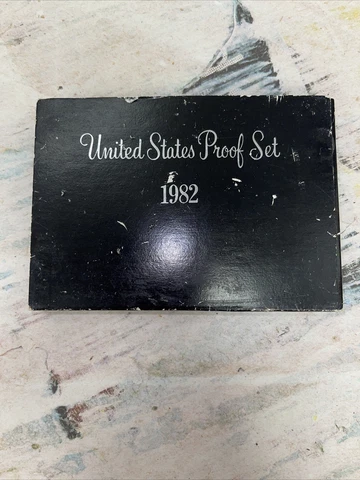 United States Proof Set
1982